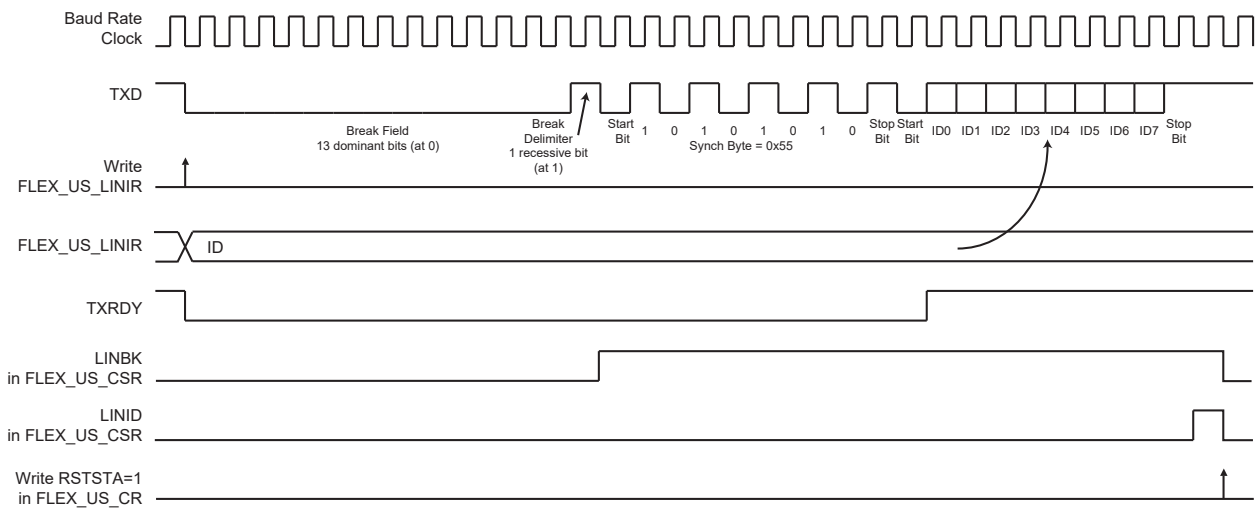 Baud Rate
Clock
TXD
Break Field
13 dominant bits (at 0)
Break
Delimiter
1 recessive bit
(at 1)
Start
Bit
1 0 1 0 1 0 1 0
Synch Byte = 0x55
Stop
Bit
Start
Bit
ID0 ID1 ID2 ID3 ID4 ID5 ID6 ID7
Stop
Bit
Write
FLEX_US_LINIR
FLEX_US_LINIR
ID
TXRDY
LINBK
in FLEX_US_CSR
LINID
in FLEX_US_CSR
Write RSTSTA=1
in FLEX_US_CR